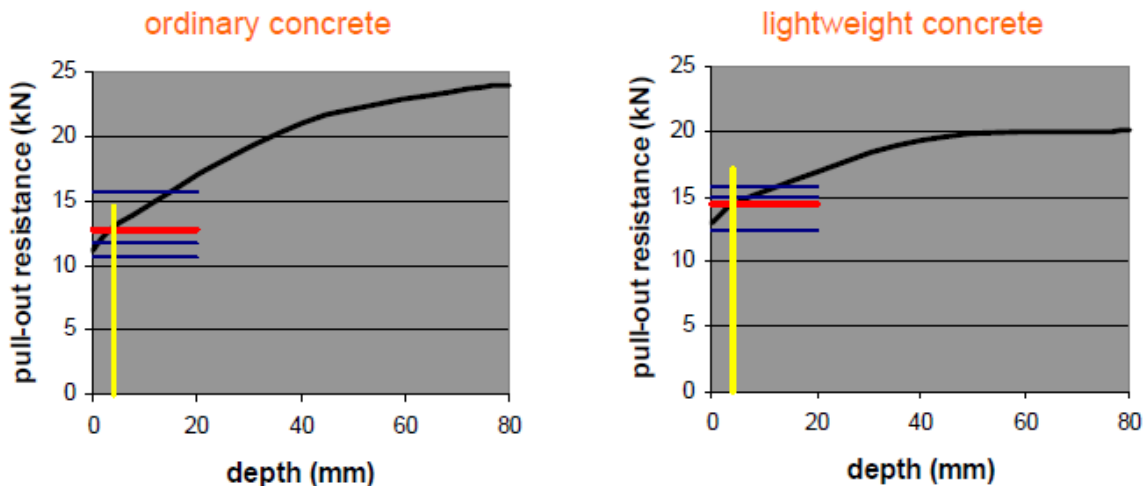 ordinary concrete
pull-out resistance (kN)
25
20
15
10
5
0
0 20 40 60 80
depth (mm)
lightweight concrete
pull-out resistance (kN)
25
20
15
10
5
0
0 20 40 60 80
depth (mm)